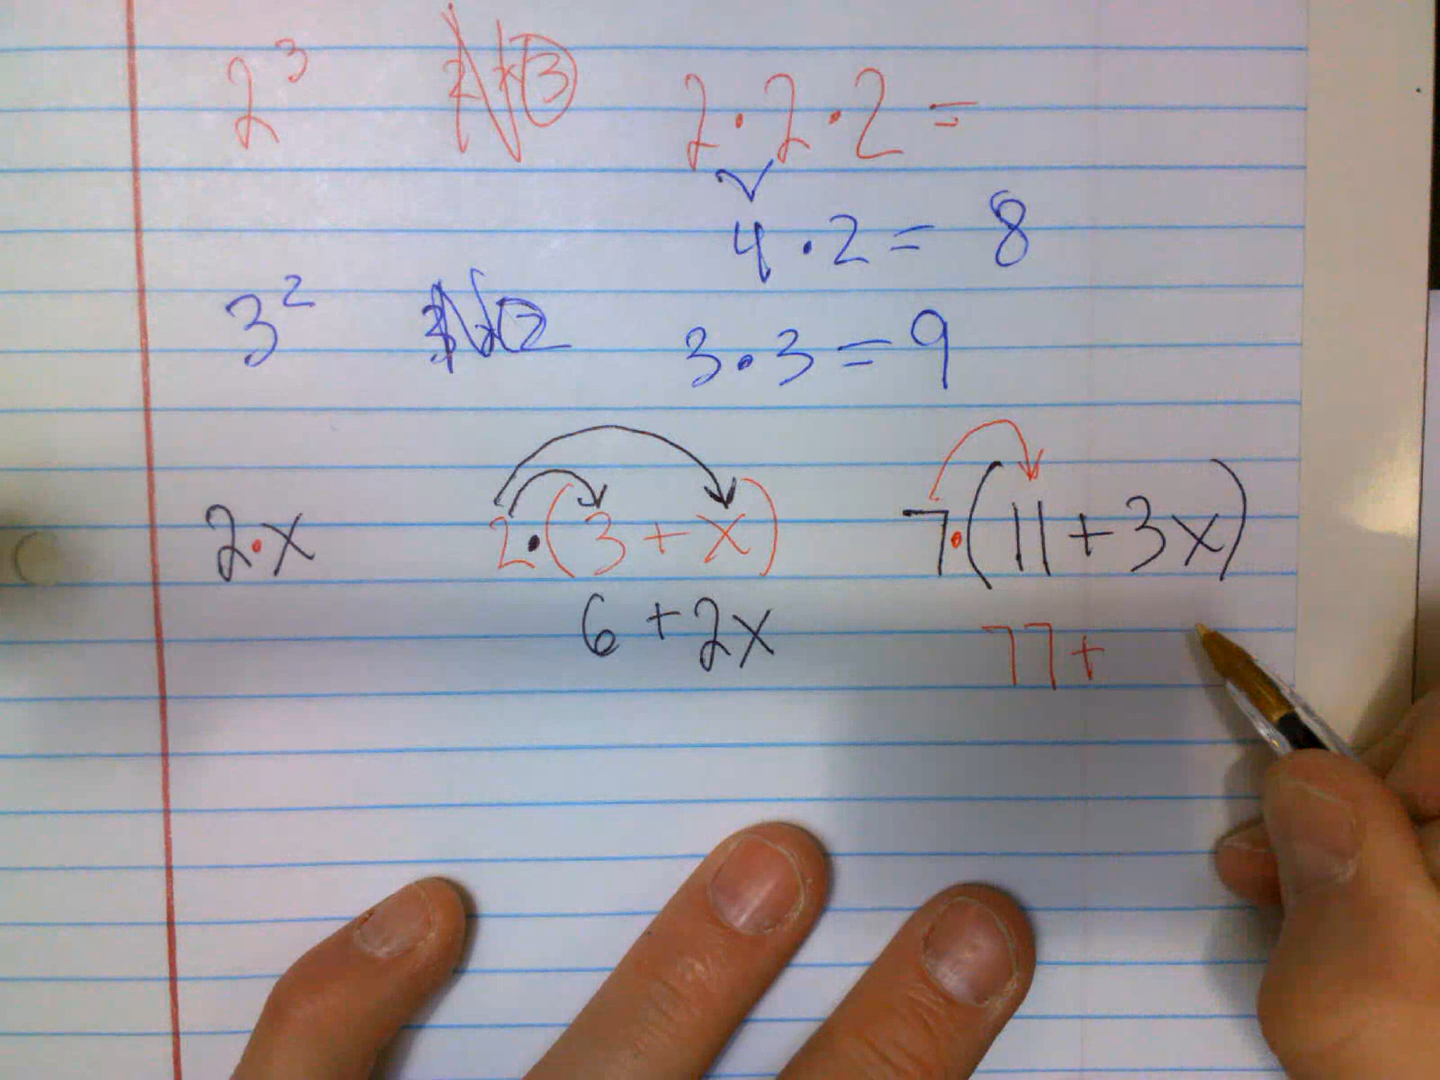 2³ 2·2·2 =
4·2 = 8
3² 3·3 = 9
2·x 2·(3 + x) 7·(11 + 3x)
6 + 2x 77 +